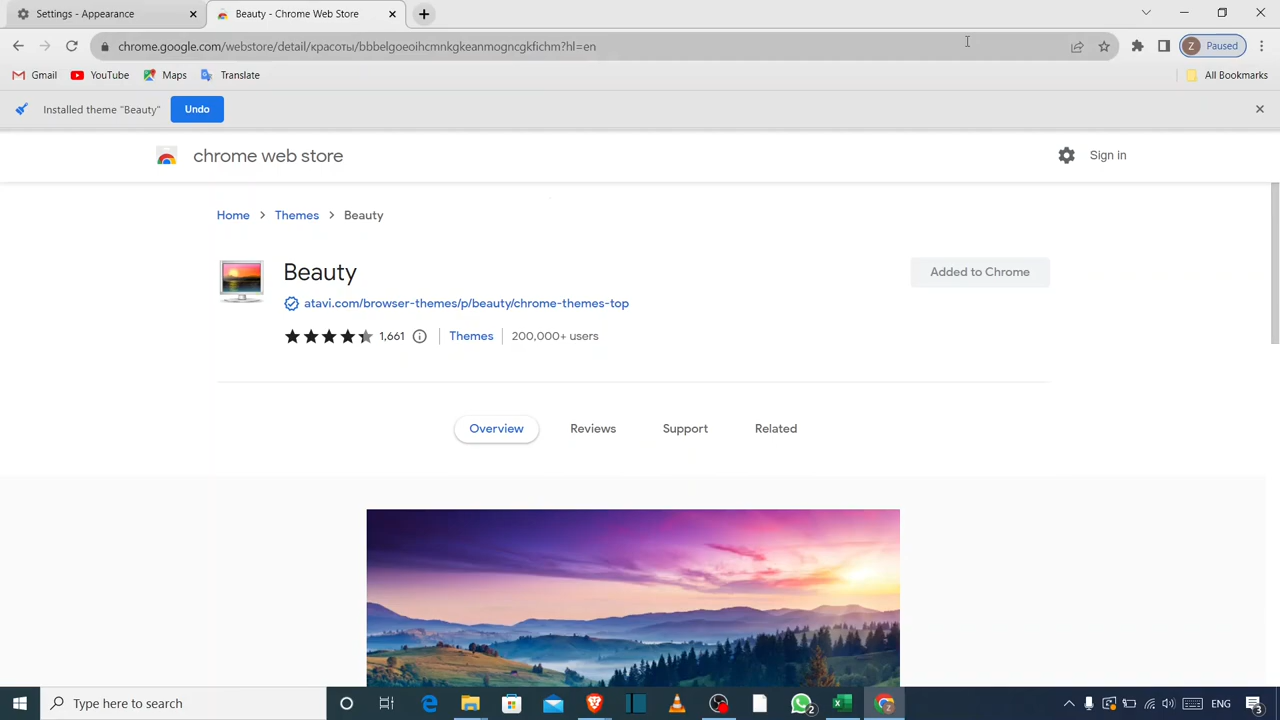 Settings - Appearance
Beauty - Chrome Web Store
chrome.google.com/webstore/detail/красоты/bbbelgoeoihcmnkgkeanmogncgkfichm?hl=en
Z Paused
Gmail YouTube Maps Translate All Bookmarks
Installed theme "Beauty" Undo
chrome web store Sign in
Home > Themes > Beauty
Beauty Added to Chrome
atavi.com/browser-themes/p/beauty/chrome-themes-top
1,661 Themes 200,000+ users
Overview Reviews Support Related
Type here to search 2 ENG 3